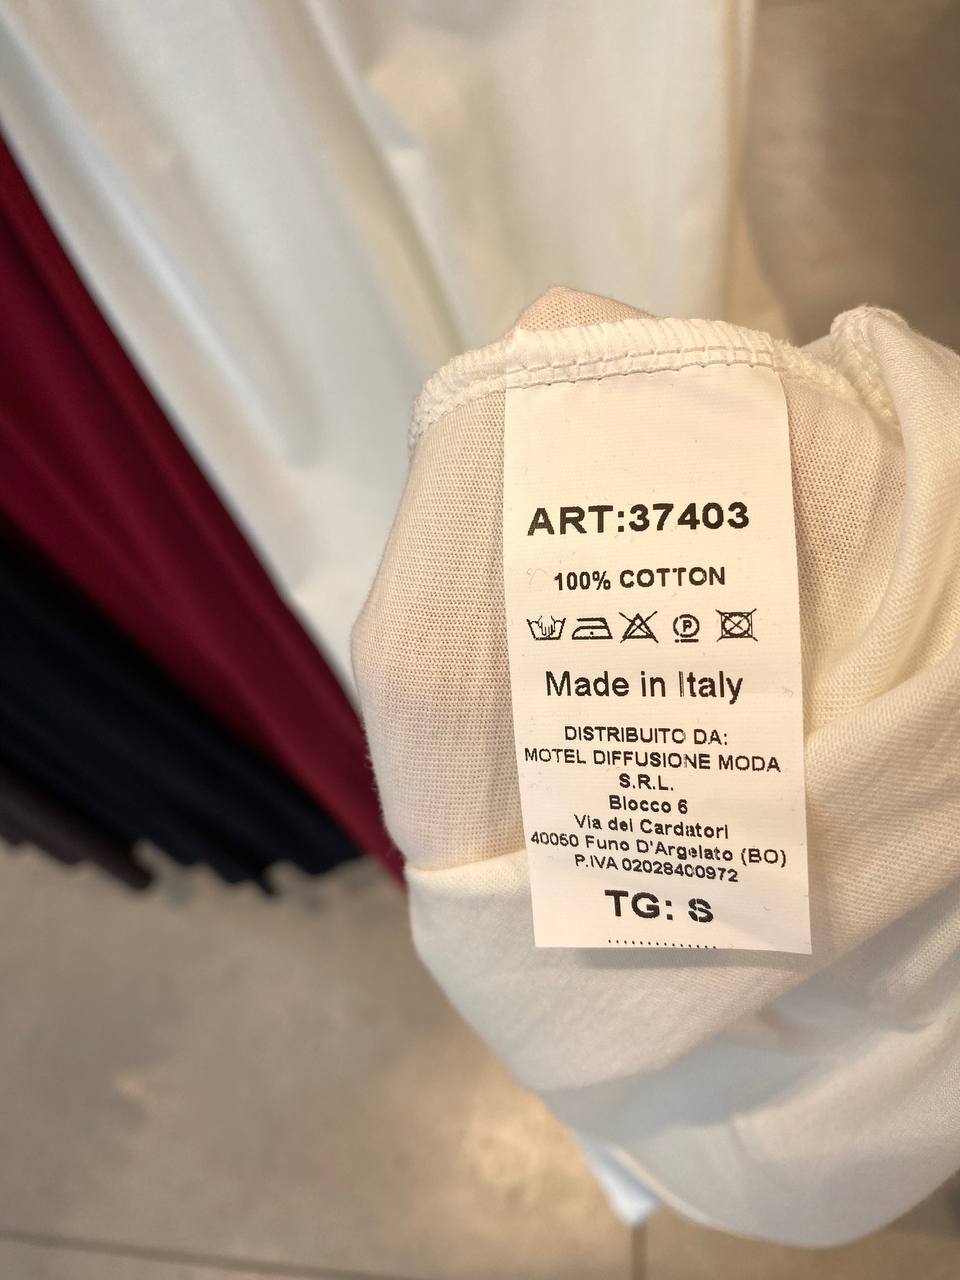 ART:37403
100% COTTON
Made in Italy
DISTRIBUITO DA:
MOTEL DIFFUSIONE MODA
S.R.L.
Blocco 6
Via dei Cardatori
40050 Funo D'Argelato (BO)
P.IVA 02028400972
TG: S